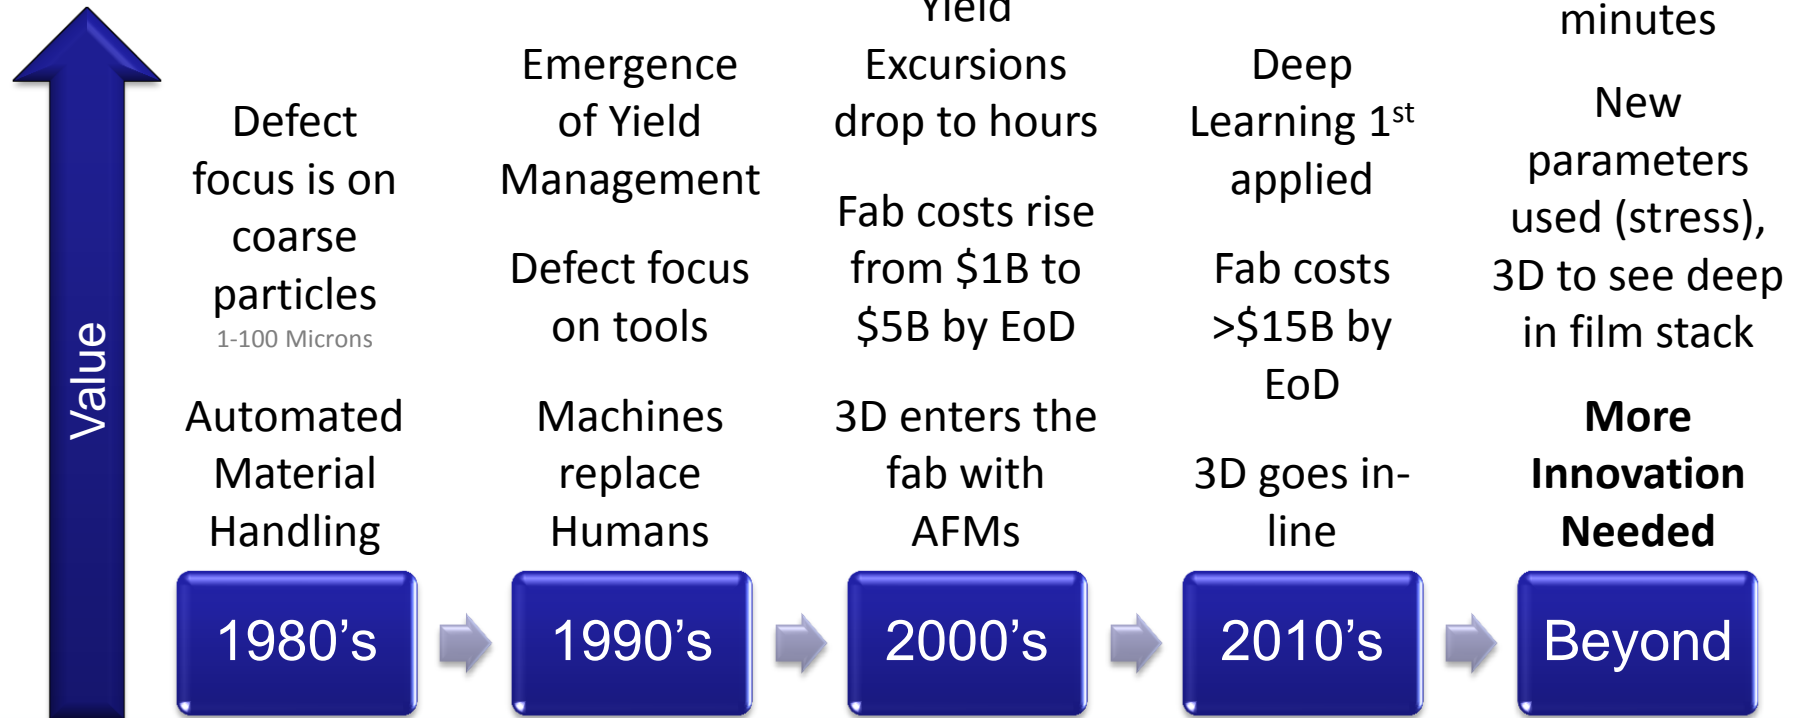 Value
Defect
focus is on
coarse
particles
1-100 Microns
Automated
Material
Handling
1980’s
Emergence
of Yield
Management
Defect focus
on tools
Machines
replace
Humans
1990’s
Yield
Excursions
drop to hours
Fab costs rise
from $1B to
$5B by EoD
3D enters the
fab with
AFMs
2000’s
Deep
Learning 1st
applied
Fab costs
>$15B by
EoD
3D goes in-
line
2010’s
minutes
New
parameters
used (stress),
3D to see deep
in film stack
More
Innovation
Needed
Beyond